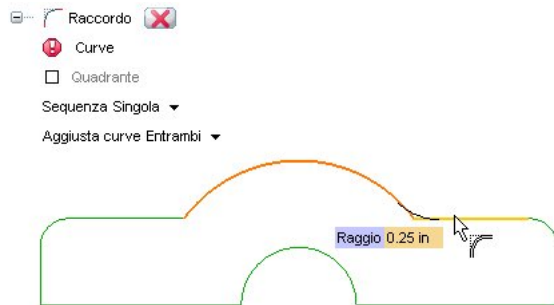 Raccordo
Curve
Quadrante
Sequenza Singola
Aggiusta curve Entrambi
Raggio 0.25 in